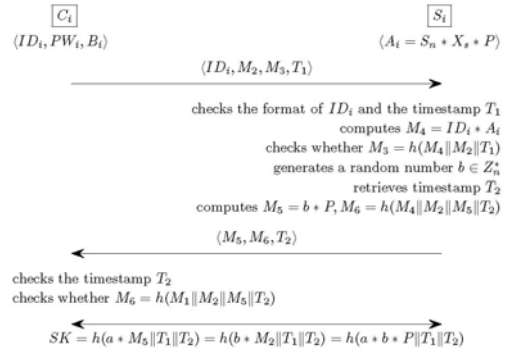 C_i S_i
⟨ID_i, PW_i, B_i⟩ ⟨A_i = S_n * X_s * P⟩
⟨ID_i, M_2, M_3, T_1⟩
checks the format of ID_i and the timestamp T_1
computes M_4 = ID_i * A_i
checks whether M_3 = h(M_4‖M_2‖T_1)
generates a random number b ∈ Z_n^*
retrieves timestamp T_2
computes M_5 = b * P, M_6 = h(M_4‖M_2‖M_5‖T_2)
⟨M_5, M_6, T_2⟩
checks the timestamp T_2
checks whether M_6 = h(M_1‖M_2‖M_5‖T_2)
SK = h(a * M_5‖T_1‖T_2) = h(b * M_2‖T_1‖T_2) = h(a * b * P‖T_1‖T_2)